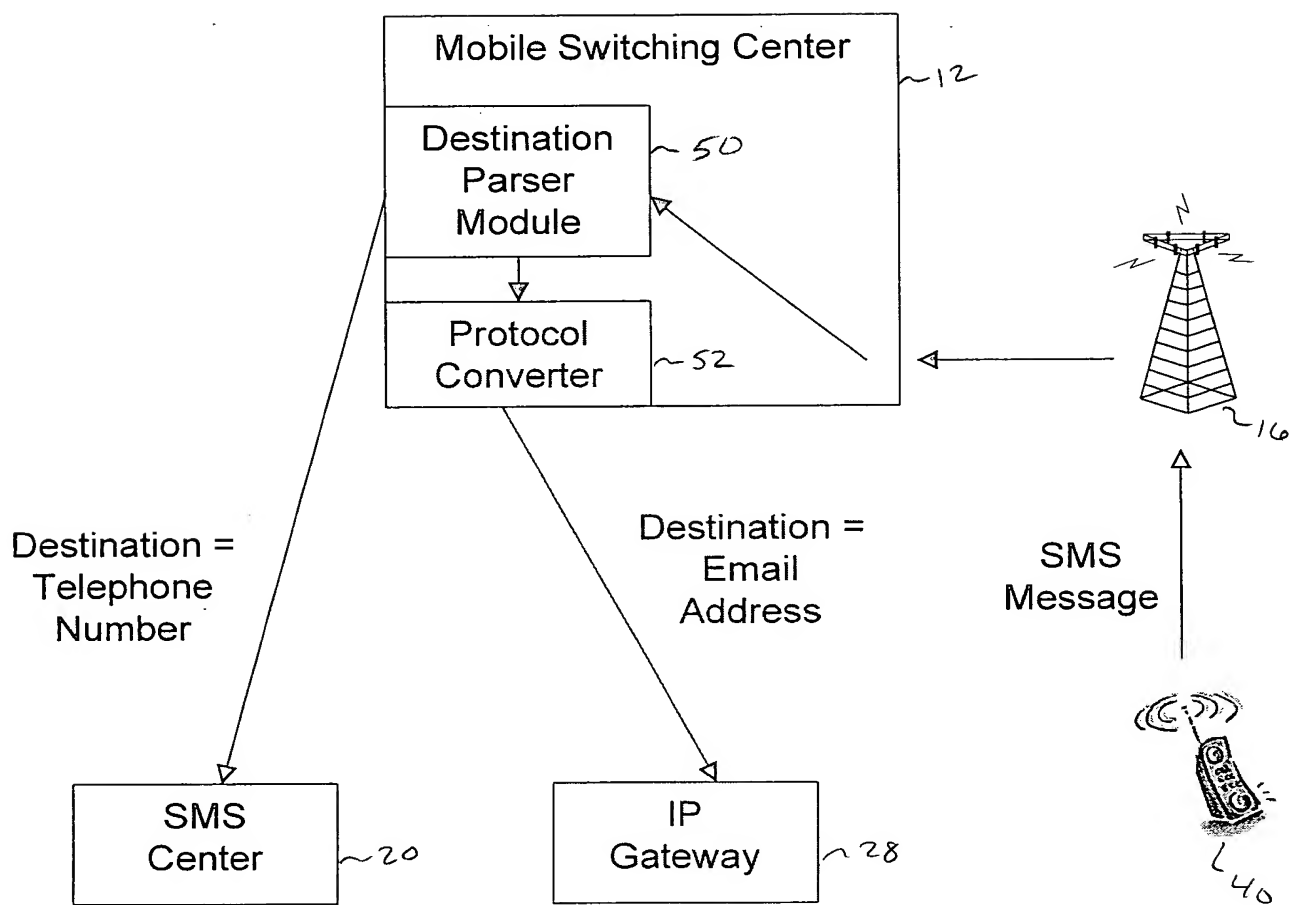 Mobile Switching Center
12
Destination
Parser
Module
50
Protocol
Converter
52
16
Destination =
Telephone
Number
Destination =
Email
Address
SMS
Message
SMS
Center
20
IP
Gateway
28
40